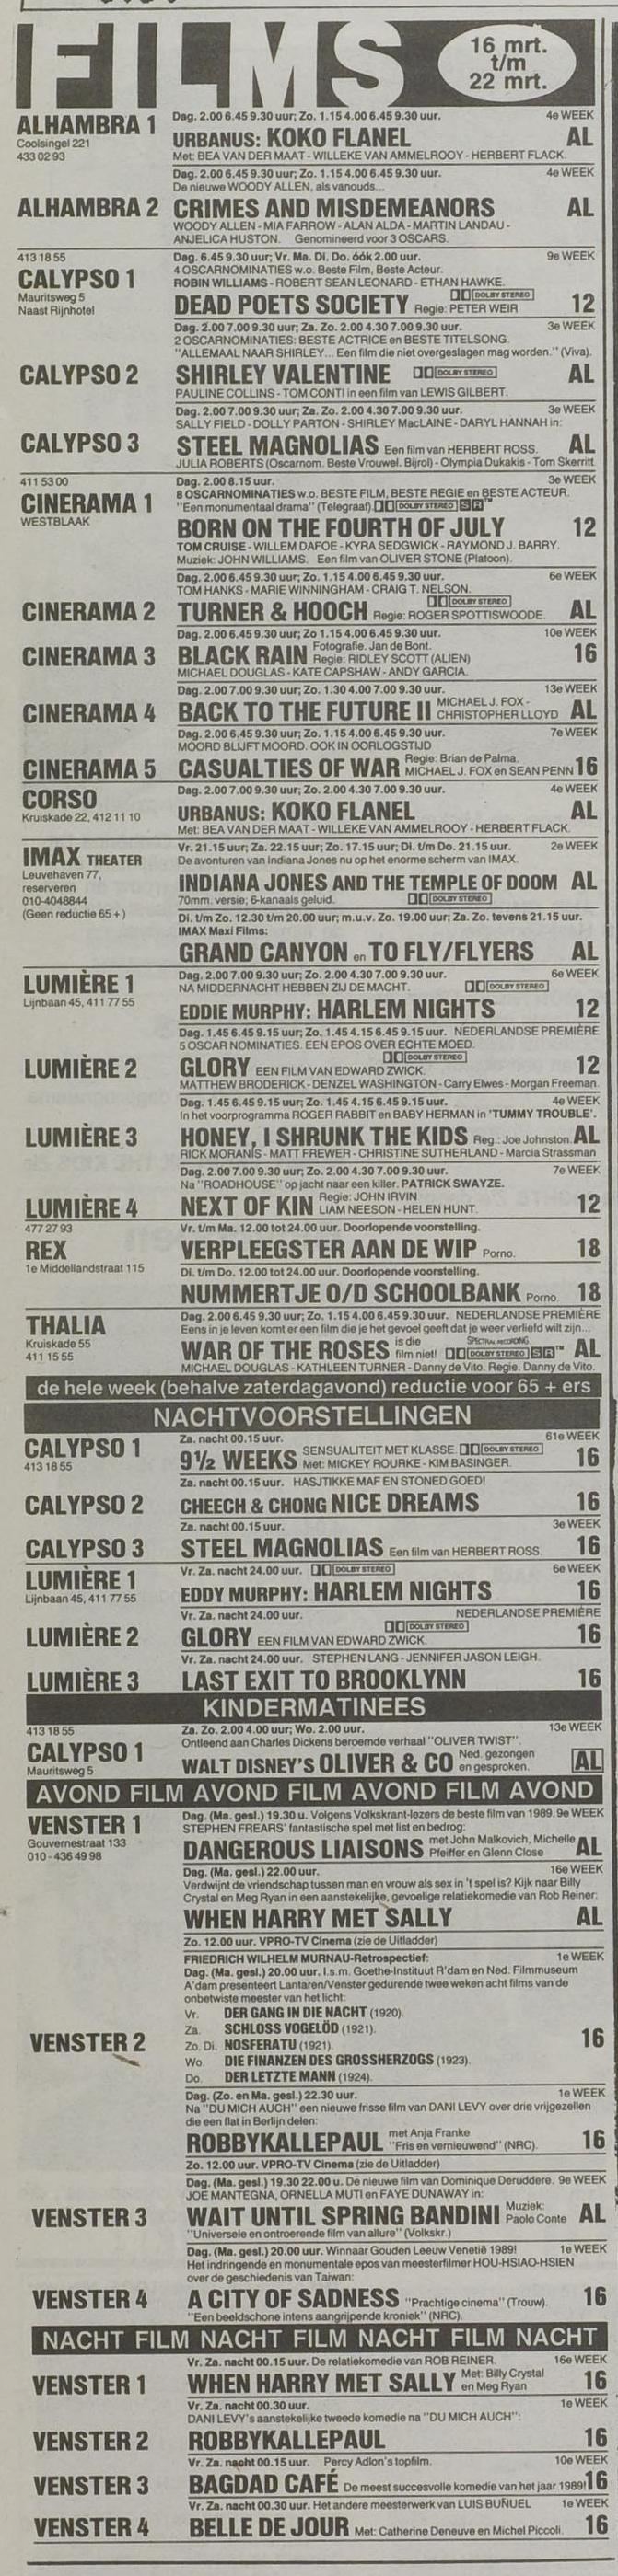 FILMS
16 mrt.
t/m
22 mrt.
ALHAMBRA 1
Coolsingel 221
433 02 93
Dag. 2.00 6.45 9.30 uur; Zo. 1.15 4.00 6.45 9.30 uur. 4e WEEK
URBANUS: KOKO FLANEL AL
Met: BEA VAN DER MAAT - WILLEKE VAN AMMELROOY - HERBERT FLACK.
Dag. 2.00 6.45 9.30 uur; Zo. 1.15 4.00 6.45 9.30 uur. 4e WEEK
De nieuwe WOODY ALLEN, als vanouds...
ALHAMBRA 2 CRIMES AND MISDEMEANORS AL
WOODY ALLEN - MIA FARROW - ALAN ALDA - MARTIN LANDAU -
ANJELICA HUSTON. Genomineerd voor 3 OSCARS.
413 18 55
CALYPSO 1
Mauritsweg 5
Naast Rijnhotel
Dag. 6.45 9.30 uur; Vr. Ma. Di. Do. óók 2.00 uur. 9e WEEK
4 OSCARNOMINATIES w.o. Beste Film, Beste Acteur.
ROBIN WILLIAMS - ROBERT SEAN LEONARD - ETHAN HAWKE.
DOLBY STEREO
DEAD POETS SOCIETY Regie: PETER WEIR 12
Dag. 2.00 7.00 9.30 uur; Za. Zo. 2.00 4.30 7.00 9.30 uur. 3e WEEK
2 OSCARNOMINATIES: BESTE ACTRICE en BESTE TITELSONG.
"ALLEMAAL NAAR SHIRLEY... Een film die niet overgeslagen mag worden." (Viva).
CALYPSO 2 SHIRLEY VALENTINE DOLBY STEREO AL
PAULINE COLLINS - TOM CONTI in een film van LEWIS GILBERT.
Dag. 2.00 7.00 9.30 uur; Za. Zo. 2.00 4.30 7.00 9.30 uur. 3e WEEK
SALLY FIELD - DOLLY PARTON - SHIRLEY MacLAINE - DARYL HANNAH in:
CALYPSO 3 STEEL MAGNOLIAS Een film van HERBERT ROSS. AL
JULIA ROBERTS (Oscarnom. Beste Vrouwel. Bijrol) - Olympia Dukakis - Tom Skerritt
411 53 00
CINERAMA 1
WESTBLAAK
Dag. 2.00 8.15 uur. 3e WEEK
8 OSCARNOMINATIES w.o. BESTE FILM, BESTE REGIE en BESTE ACTEUR.
"Een monumentaal drama" (Telegraaf). DOLBY STEREO SR™
BORN ON THE FOURTH OF JULY 12
TOM CRUISE - WILLEM DAFOE - KYRA SEDGWICK - RAYMOND J. BARRY.
Muziek: JOHN WILLIAMS. Een film van OLIVER STONE (Platoon).
Dag. 2.00 6.45 9.30 uur; Zo. 1.15 4.00 6.45 9.30 uur. 6e WEEK
TOM HANKS - MARIE WINNINGHAM - CRAIG T. NELSON.
DOLBY STEREO
CINERAMA 2 TURNER & HOOCH Regie: ROGER SPOTTISWOODE. AL
Dag. 2.00 6.45 9.30 uur; Zo 1.15 4.00 6.45 9.30 uur. 10e WEEK
CINERAMA 3 BLACK RAIN Fotografie. Jan de Bont. 16
Regie: RIDLEY SCOTT (ALIEN)
MICHAEL DOUGLAS - KATE CAPSHAW - ANDY GARCIA.
Dag. 2.00 7.00 9.30 uur; Zo. 1.30 4.00 7.00 9.30 uur. 13e WEEK
CINERAMA 4 BACK TO THE FUTURE II MICHAEL J. FOX - AL
CHRISTOPHER LLOYD
Dag. 2.00 6.45 9.30 uur; Zo. 1.15 4.00 6.45 9.30 uur. 7e WEEK
MOORD BLIJFT MOORD. OOK IN OORLOGSTIJD
CINERAMA 5 CASUALTIES OF WAR Regie: Brian de Palma. 16
MICHAEL J. FOX en SEAN PENN
CORSO
Kruiskade 22, 412 11 10
Dag. 2.00 7.00 9.30 uur; Zo. 2.00 4.30 7.00 9.30 uur. 4e WEEK
URBANUS: KOKO FLANEL AL
Met: BEA VAN DER MAAT - WILLEKE VAN AMMELROOY - HERBERT FLACK.
IMAX THEATER
Leuvehaven 77,
reserveren
010-4048844
(Geen reductie 65 +)
Vr. 21.15 uur; Za. 22.15 uur; Zo. 17.15 uur; Di. t/m Do. 21.15 uur. 2e WEEK
De avonturen van Indiana Jones nu op het enorme scherm van IMAX.
INDIANA JONES AND THE TEMPLE OF DOOM AL
70mm. versie; 6-kanaals geluid. DOLBY STEREO
Di. t/m Zo. 12.30 t/m 20.00 uur; m.u.v. Zo. 19.00 uur; Za. Zo. tevens 21.15 uur.
IMAX Maxi Films:
GRAND CANYON en TO FLY/FLYERS AL
LUMIÈRE 1
Lijnbaan 45, 411 77 55
Dag. 2.00 7.00 9.30 uur; Zo. 2.00 4.30 7.00 9.30 uur. 6e WEEK
NA MIDDERNACHT HEBBEN ZIJ DE MACHT. DOLBY STEREO
EDDIE MURPHY: HARLEM NIGHTS 12
Dag. 1.45 6.45 9.15 uur; Zo. 1.45 4.15 6.45 9.15 uur. NEDERLANDSE PREMIÈRE
5 OSCAR NOMINATIES. EEN EPOS OVER ECHTE MOED.
DOLBY STEREO
LUMIÈRE 2 GLORY EEN FILM VAN EDWARD ZWICK. 12
MATTHEW BRODERICK - DENZEL WASHINGTON - Carry Elwes - Morgan Freeman.
Dag. 1.45 6.45 9.15 uur; Zo. 1.45 4.15 6.45 9.15 uur. 4e WEEK
In het voorprogramma ROGER RABBIT en BABY HERMAN in 'TUMMY TROUBLE'.
LUMIÈRE 3 HONEY, I SHRUNK THE KIDS Reg.: Joe Johnston. AL
RICK MORANIS - MATT FREWER - CHRISTINE SUTHERLAND - Marcia Strassman
Dag. 2.00 7.00 9.30 uur; Zo. 2.00 4.30 7.00 9.30 uur. 7e WEEK
Na "ROADHOUSE" op jacht naar een killer. PATRICK SWAYZE.
LUMIÈRE 4 NEXT OF KIN Regie: JOHN IRVIN 12
LIAM NEESON - HELEN HUNT.
477 27 93
REX
1e Middellandstraat 115
Vr. t/m Ma. 12.00 tot 24.00 uur. Doorlopende voorstelling.
VERPLEEGSTER AAN DE WIP Porno. 18
Di. t/m Do. 12.00 tot 24.00 uur. Doorlopende voorstelling.
NUMMERTJE O/D SCHOOLBANK Porno. 18
THALIA
Kruiskade 55
411 15 55
Dag. 2.00 6.45 9.30 uur; Zo. 1.15 4.00 6.45 9.30 uur. NEDERLANDSE PREMIÈRE
Eens in je leven komt er een film die je het gevoel geeft dat je weer verliefd wilt zijn...
WAR OF THE ROSES is die film niet! SPECTRAL RECORDING DOLBY STEREO SR™ AL
MICHAEL DOUGLAS - KATHLEEN TURNER - Danny de Vito. Regie. Danny de Vito.
de hele week (behalve zaterdagavond) reductie voor 65 + ers
NACHTVOORSTELLINGEN
CALYPSO 1
413 18 55
Za. nacht 00.15 uur. 61e WEEK
9½ WEEKS SENSUALITEIT MET KLASSE. DOLBY STEREO 16
Met: MICKEY ROURKE - KIM BASINGER.
Za. nacht 00.15 uur. HASJTIKKE MAF EN STONED GOED!
CALYPSO 2 CHEECH & CHONG NICE DREAMS 16
Za. nacht 00.15 uur. 3e WEEK
CALYPSO 3 STEEL MAGNOLIAS Een film van HERBERT ROSS. 16
LUMIÈRE 1
Lijnbaan 45, 411 77 55
Vr. Za. nacht 24.00 uur. DOLBY STEREO 6e WEEK
EDDY MURPHY: HARLEM NIGHTS 16
Vr. Za. nacht 24.00 uur. NEDERLANDSE PREMIÈRE
DOLBY STEREO
LUMIÈRE 2 GLORY EEN FILM VAN EDWARD ZWICK. 16
Vr. Za. nacht 24.00 uur. STEPHEN LANG - JENNIFER JASON LEIGH.
LUMIÈRE 3 LAST EXIT TO BROOKLYNN 16
KINDERMATINEES
413 18 55
CALYPSO 1
Mauritsweg 5
Za. Zo. 2.00 4.00 uur; Wo. 2.00 uur. 13e WEEK
Ontleend aan Charles Dickens beroemde verhaal "OLIVER TWIST".
WALT DISNEY'S OLIVER & CO Ned. gezongen en gesproken. AL
AVOND FILM AVOND FILM AVOND FILM AVOND
VENSTER 1
Gouvernestraat 133
010 - 436 49 98
Dag. (Ma. gesl.) 19.30 u. Volgens Volkskrant-lezers de beste film van 1989. 9e WEEK
STEPHEN FREARS' fantastische spel met list en bedrog:
DANGEROUS LIAISONS met John Malkovich, Michelle Pfeiffer en Glenn Close AL
Dag. (Ma. gesl.) 22.00 uur. 16e WEEK
Verdwijnt de vriendschap tussen man en vrouw als sex in 't spel is? Kijk naar Billy
Crystal en Meg Ryan in een aanstekelijke, gevoelige relatiekomedie van Rob Reiner:
WHEN HARRY MET SALLY AL
Zo. 12.00 uur. VPRO-TV Cinema (zie de Uitladder)
FRIEDRICH WILHELM MURNAU-Retrospectief: 1e WEEK
Dag. (Ma. gesl.) 20.00 uur. I.s.m. Goethe-Instituut R'dam en Ned. Filmmuseum
A'dam presenteert Lantaren/Venster gedurende twee weken acht films van de
onbetwiste meester van het licht:
Vr. DER GANG IN DIE NACHT (1920).
Za. SCHLOSS VOGELÖD (1921).
VENSTER 2 Zo. Di. NOSFERATU (1921). 16
Wo. DIE FINANZEN DES GROSSHERZOGS (1923).
Do. DER LETZTE MANN (1924).
Dag. (Zo. en Ma. gesl.) 22.30 uur. 1e WEEK
Na "DU MICH AUCH" een nieuwe frisse film van DANI LEVY over drie vrijgezellen
die een flat in Berlijn delen:
ROBBYKALLEPAUL met Anja Franke 16
"Fris en vernieuwend" (NRC).
Zo. 12.00 uur. VPRO-TV Cinema (zie de Uitladder)
Dag. (Ma. gesl.) 19.30 22.00 u. De nieuwe film van Dominique Deruddere. 9e WEEK
JOE MANTEGNA, ORNELLA MUTI en FAYE DUNAWAY in:
VENSTER 3 WAIT UNTIL SPRING BANDINI Muziek: Paolo Conte AL
"Universele en ontroerende film van allure" (Volkskr.)
Dag. (Ma. gesl.) 20.00 uur. Winnaar Gouden Leeuw Venetië 1989! 1e WEEK
Het indringende en monumentale epos van meesterfilmer HOU-HSIAO-HSIEN
over de geschiedenis van Taiwan:
VENSTER 4 A CITY OF SADNESS "Prachtige cinema" (Trouw). 16
"Een beeldschone intens aangrijpende kroniek" (NRC).
NACHT FILM NACHT FILM NACHT FILM NACHT
Vr. Za. nacht 00.15 uur. De relatiekomedie van ROB REINER. 16e WEEK
VENSTER 1 WHEN HARRY MET SALLY Met: Billy Crystal en Meg Ryan 16
Vr. Za. nacht 00.30 uur. 1e WEEK
DANI LEVY's aanstekelijke tweede komedie na "DU MICH AUCH":
VENSTER 2 ROBBYKALLEPAUL 16
Vr. Za. nacht 00.15 uur. Percy Adlon's topfilm. 10e WEEK
VENSTER 3 BAGDAD CAFÉ De meest succesvolle komedie van het jaar 1989! 16
Vr. Za. nacht 00.30 uur. Het andere meesterwerk van LUIS BUÑUEL 1e WEEK
VENSTER 4 BELLE DE JOUR Met: Catherine Deneuve en Michel Piccoli. 16